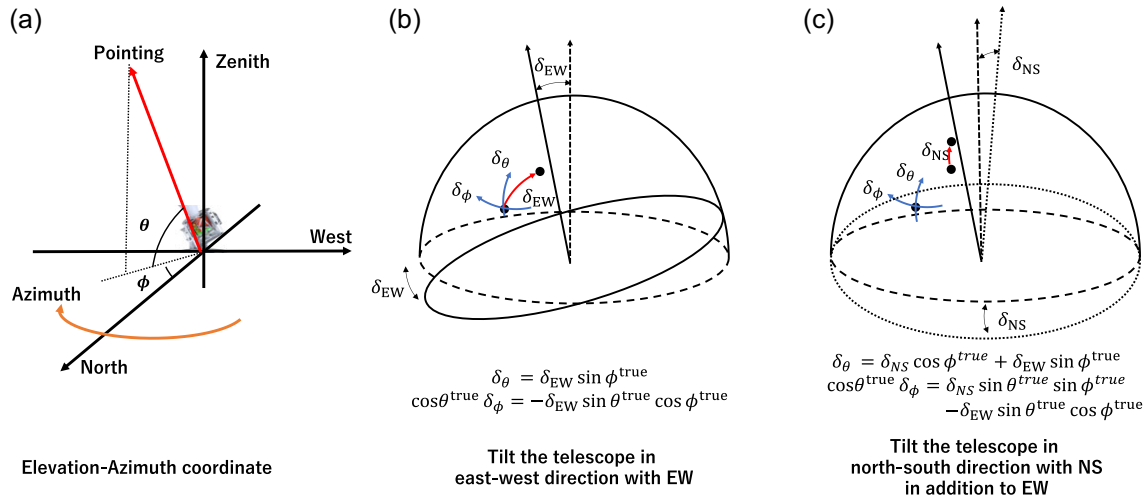 (a)
Pointing
Zenith
θ
West
ϕ
Azimuth
North
Elevation-Azimuth coordinate
(b)
δ_EW
δ_θ
δ_ϕ
δ_EW
δ_EW
δ_θ = δ_EW sin ϕ^true
cosθ^true δ_ϕ = −δ_EW sin θ^true cos ϕ^true
Tilt the telescope in
east-west direction with EW
(c)
δ_NS
δ_NS
δ_θ
δ_ϕ
δ_NS
δ_θ = δ_NS cos ϕ^true + δ_EW sin ϕ^true
cosθ^true δ_ϕ = δ_NS sin θ^true sin ϕ^true
−δ_EW sin θ^true cos ϕ^true
Tilt the telescope in
north-south direction with NS
in addition to EW